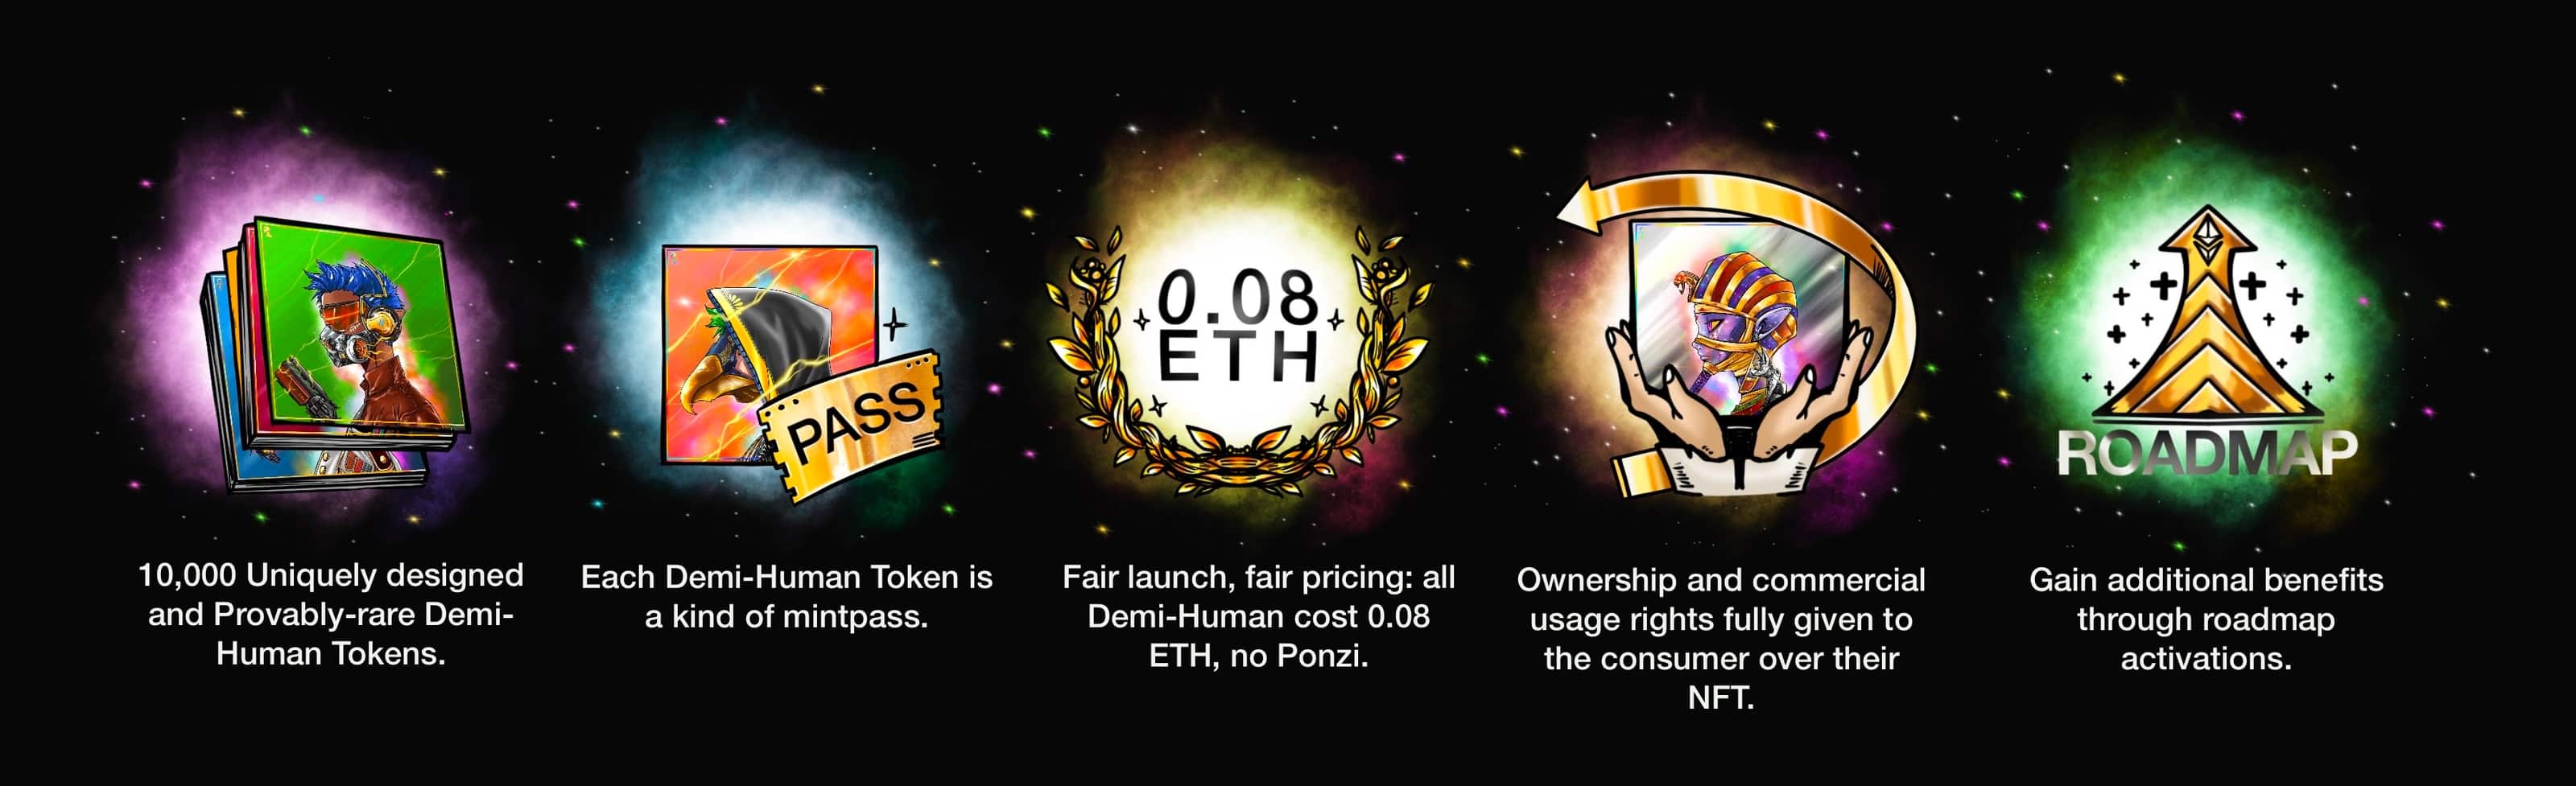 PASS
0.08
ETH
ROADMAP
10,000 Uniquely designed
and Provably-rare Demi-
Human Tokens.
Each Demi-Human Token is
a kind of mintpass.
Fair launch, fair pricing: all
Demi-Human cost 0.08
ETH, no Ponzi.
Ownership and commercial
usage rights fully given to
the consumer over their
NFT.
Gain additional benefits
through roadmap
activations.